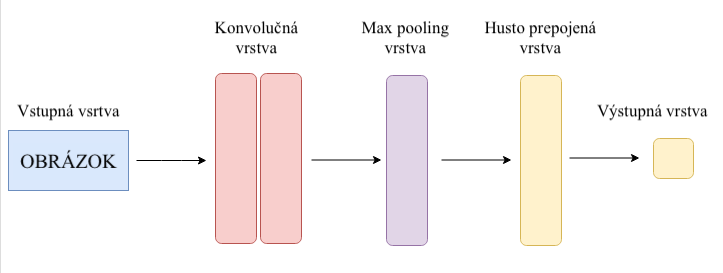 Vstupná vsrtva
OBRÁZOK
Konvolučná
vrstva
Max pooling
vrstva
Husto prepojená
vrstva
Výstupná vrstva